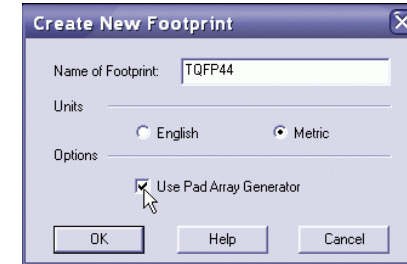 Create New Footprint
Name of Footprint: TQFP44
Units
English Metric
Options
Use Pad Array Generator
OK Help Cancel